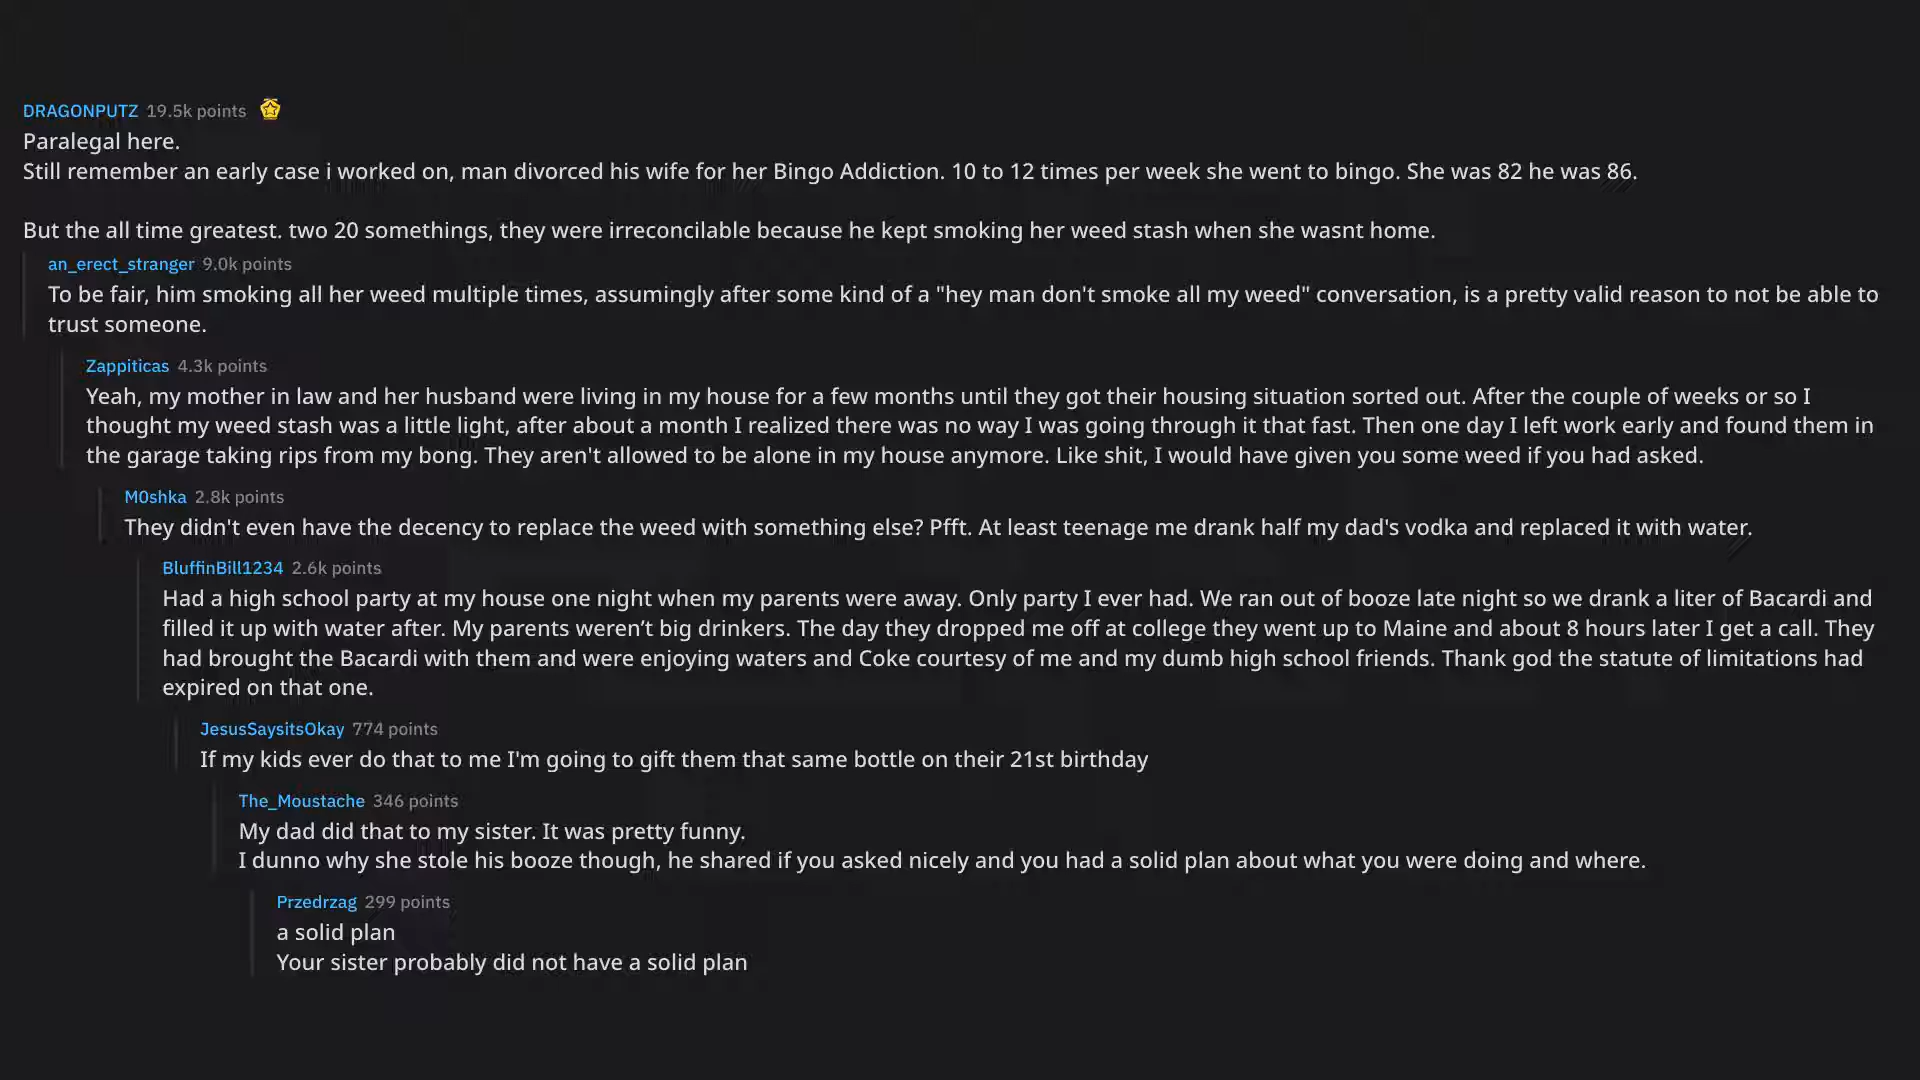 DRAGONPUTZ 19.5k points
Paralegal here.
Still remember an early case i worked on, man divorced his wife for her Bingo Addiction. 10 to 12 times per week she went to bingo. She was 82 he was 86.
But the all time greatest. two 20 somethings, they were irreconcilable because he kept smoking her weed stash when she wasnt home.
an_erect_stranger 9.0k points
To be fair, him smoking all her weed multiple times, assumingly after some kind of a "hey man don't smoke all my weed" conversation, is a pretty valid reason to not be able to
trust someone.
Zappiticas 4.3k points
Yeah, my mother in law and her husband were living in my house for a few months until they got their housing situation sorted out. After the couple of weeks or so I
thought my weed stash was a little light, after about a month I realized there was no way I was going through it that fast. Then one day I left work early and found them in
the garage taking rips from my bong. They aren't allowed to be alone in my house anymore. Like shit, I would have given you some weed if you had asked.
M0shka 2.8k points
They didn't even have the decency to replace the weed with something else? Pfft. At least teenage me drank half my dad's vodka and replaced it with water.
BluffinBill1234 2.6k points
Had a high school party at my house one night when my parents were away. Only party I ever had. We ran out of booze late night so we drank a liter of Bacardi and
filled it up with water after. My parents weren’t big drinkers. The day they dropped me off at college they went up to Maine and about 8 hours later I get a call. They
had brought the Bacardi with them and were enjoying waters and Coke courtesy of me and my dumb high school friends. Thank god the statute of limitations had
expired on that one.
JesusSaysitsOkay 774 points
If my kids ever do that to me I'm going to gift them that same bottle on their 21st birthday
The_Moustache 346 points
My dad did that to my sister. It was pretty funny.
I dunno why she stole his booze though, he shared if you asked nicely and you had a solid plan about what you were doing and where.
Przedrzag 299 points
a solid plan
Your sister probably did not have a solid plan